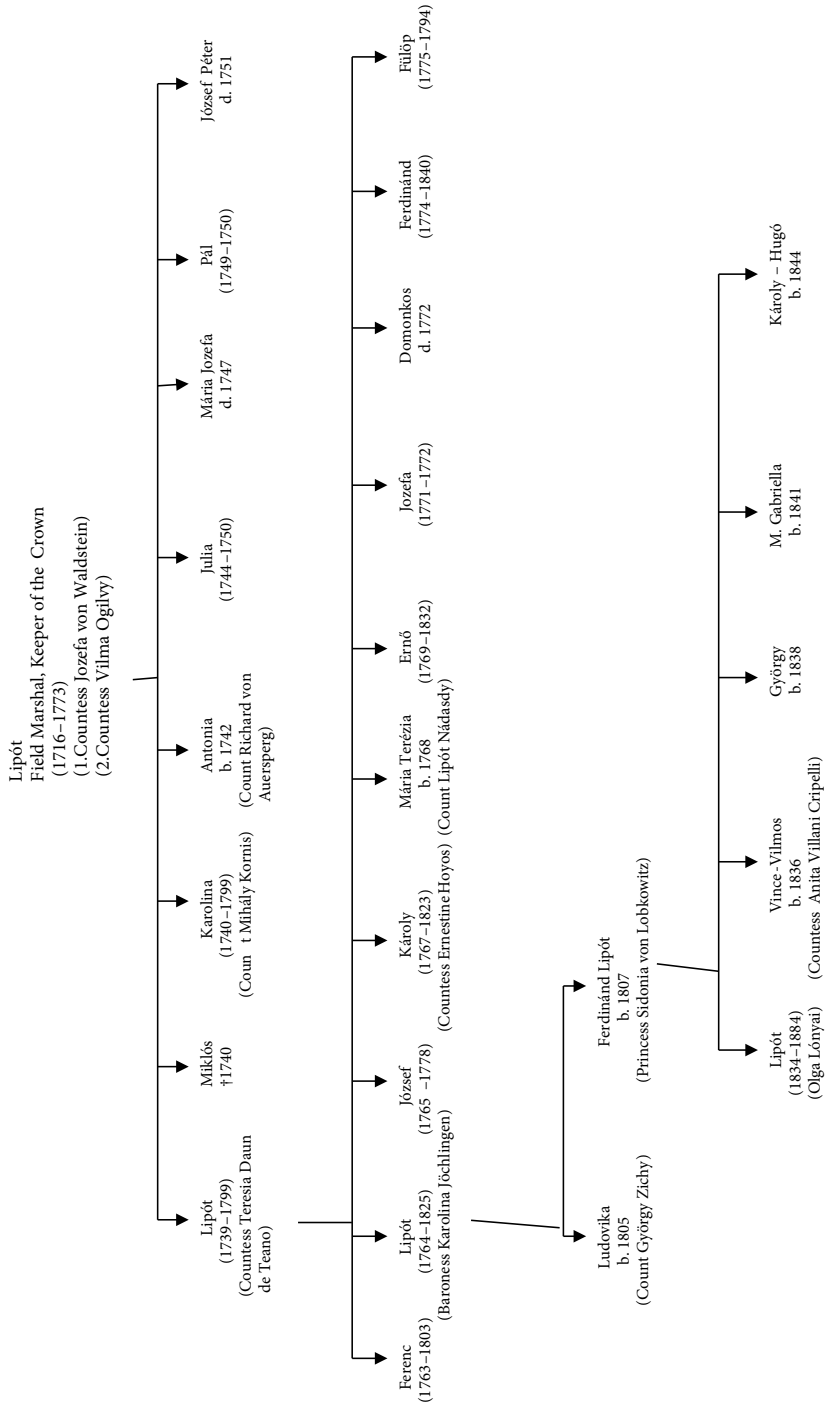 Lipót
Field Marshal, Keeper of the Crown
(1716–1773)
(1.Countess Jozefa von Waldstein)
(2.Countess Vilma Ogilvy)
Lipót
(1739–1799)
(Countess Teresia Daun
de Teano)
Miklós
†1740
Karolina
(1740–1799)
(Coun t Mihály Kornis)
Antonia
b. 1742
(Count Richard von
Auersperg)
Julia
(1744–1750)
Mária Jozefa
d. 1747
Pál
(1749–1750)
József Péter
d. 1751
Ferenc
(1763–1803)
Lipót
(1764–1825)
(Baroness Karolina Jöchlingen)
József
(1765 –1778)
Károly
(1767–1823)
(Countess Ernestine Hoyos)
Mária Terézia
b. 1768
(Count Lipót Nádasdy)
Ernő
(1769–1832)
Jozefa
(1771–1772)
Domonkos
d. 1772
Ferdinánd
(1774–1840)
Fülöp
(1775–1794)
Ludovika
b. 1805
(Count György Zichy)
Ferdinánd Lipót
b. 1807
(Princess Sidonia von Lobkowitz)
Lipót
(1834–1884)
(Olga Lónyai)
Vince-Vilmos
b. 1836
(Countess Anita Villani Cripelli)
György
b. 1838
M. Gabriella
b. 1841
Károly – Hugó
b. 1844